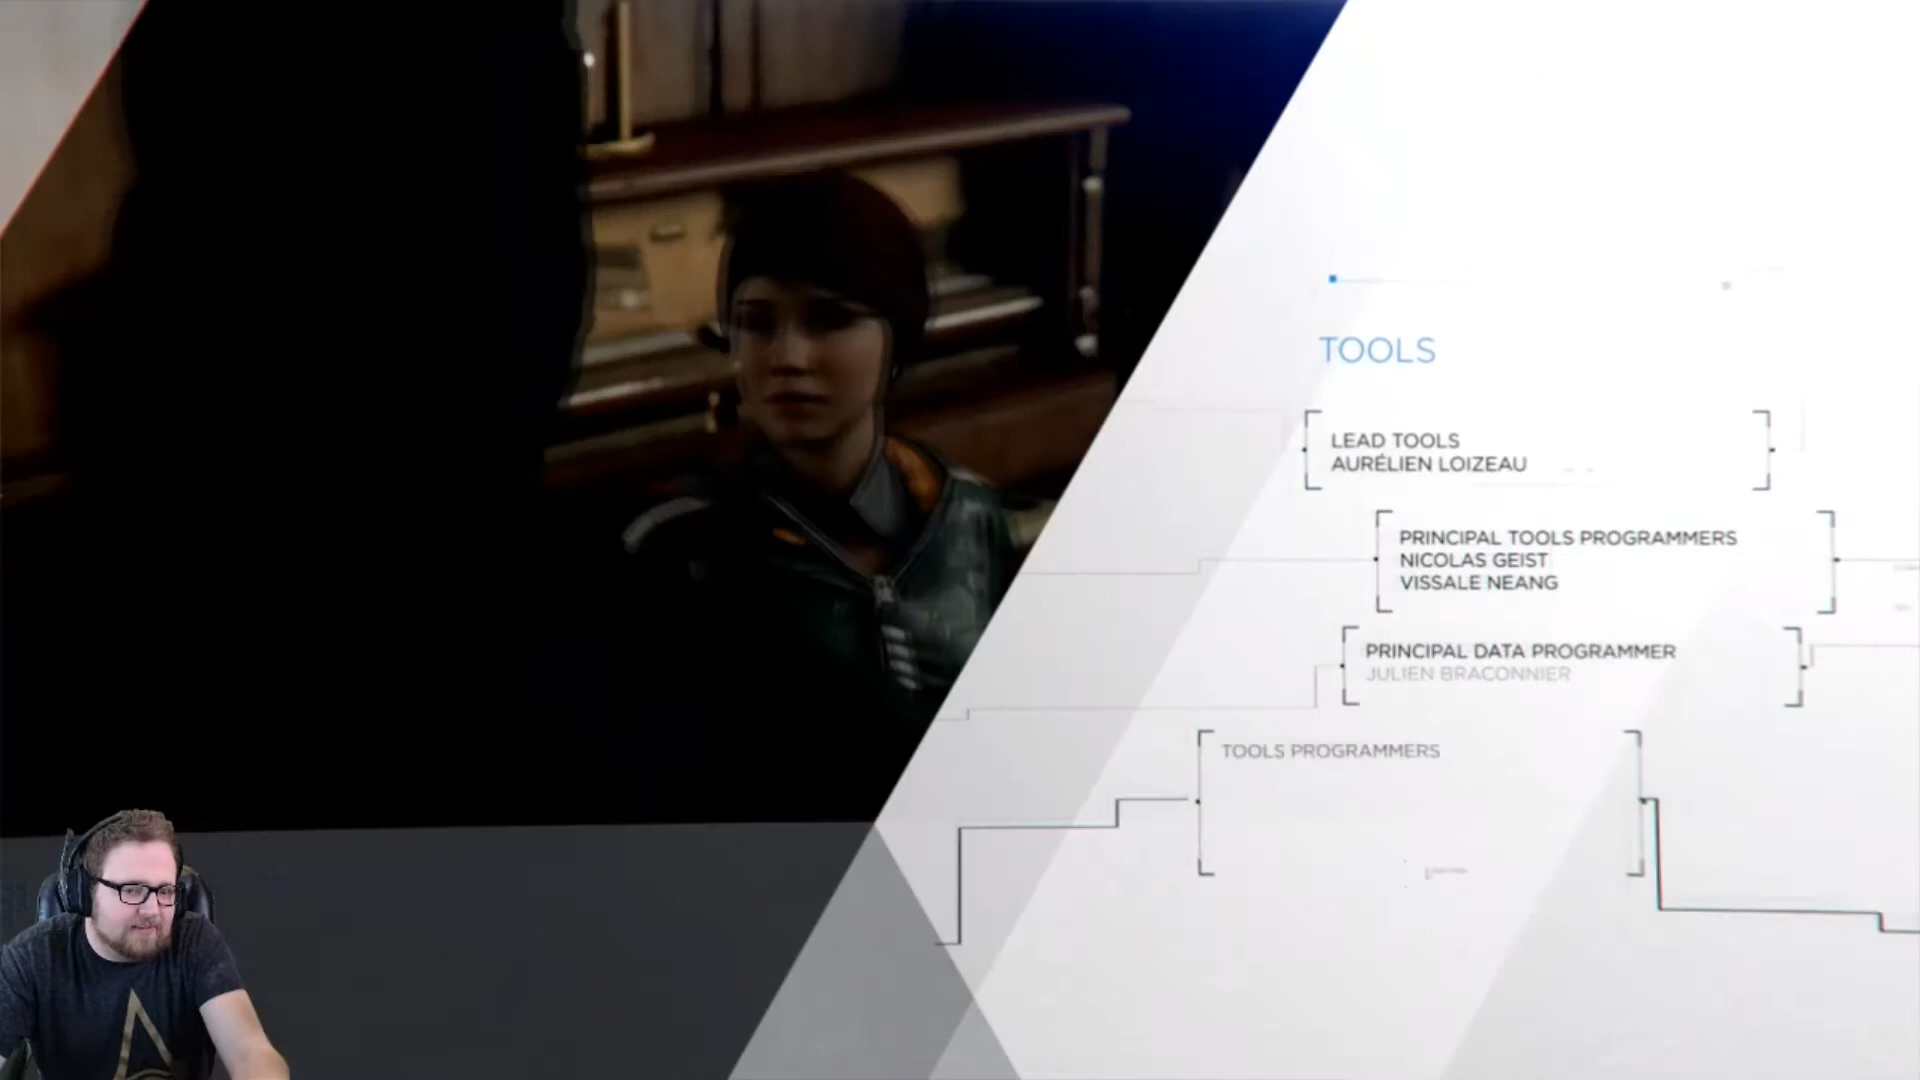 TOOLS
LEAD TOOLS
AURÉLIEN LOIZEAU
PRINCIPAL TOOLS PROGRAMMERS
NICOLAS GEIST
VISSALE NEANG
PRINCIPAL DATA PROGRAMMER
JULIEN BRACONNIER
TOOLS PROGRAMMERS